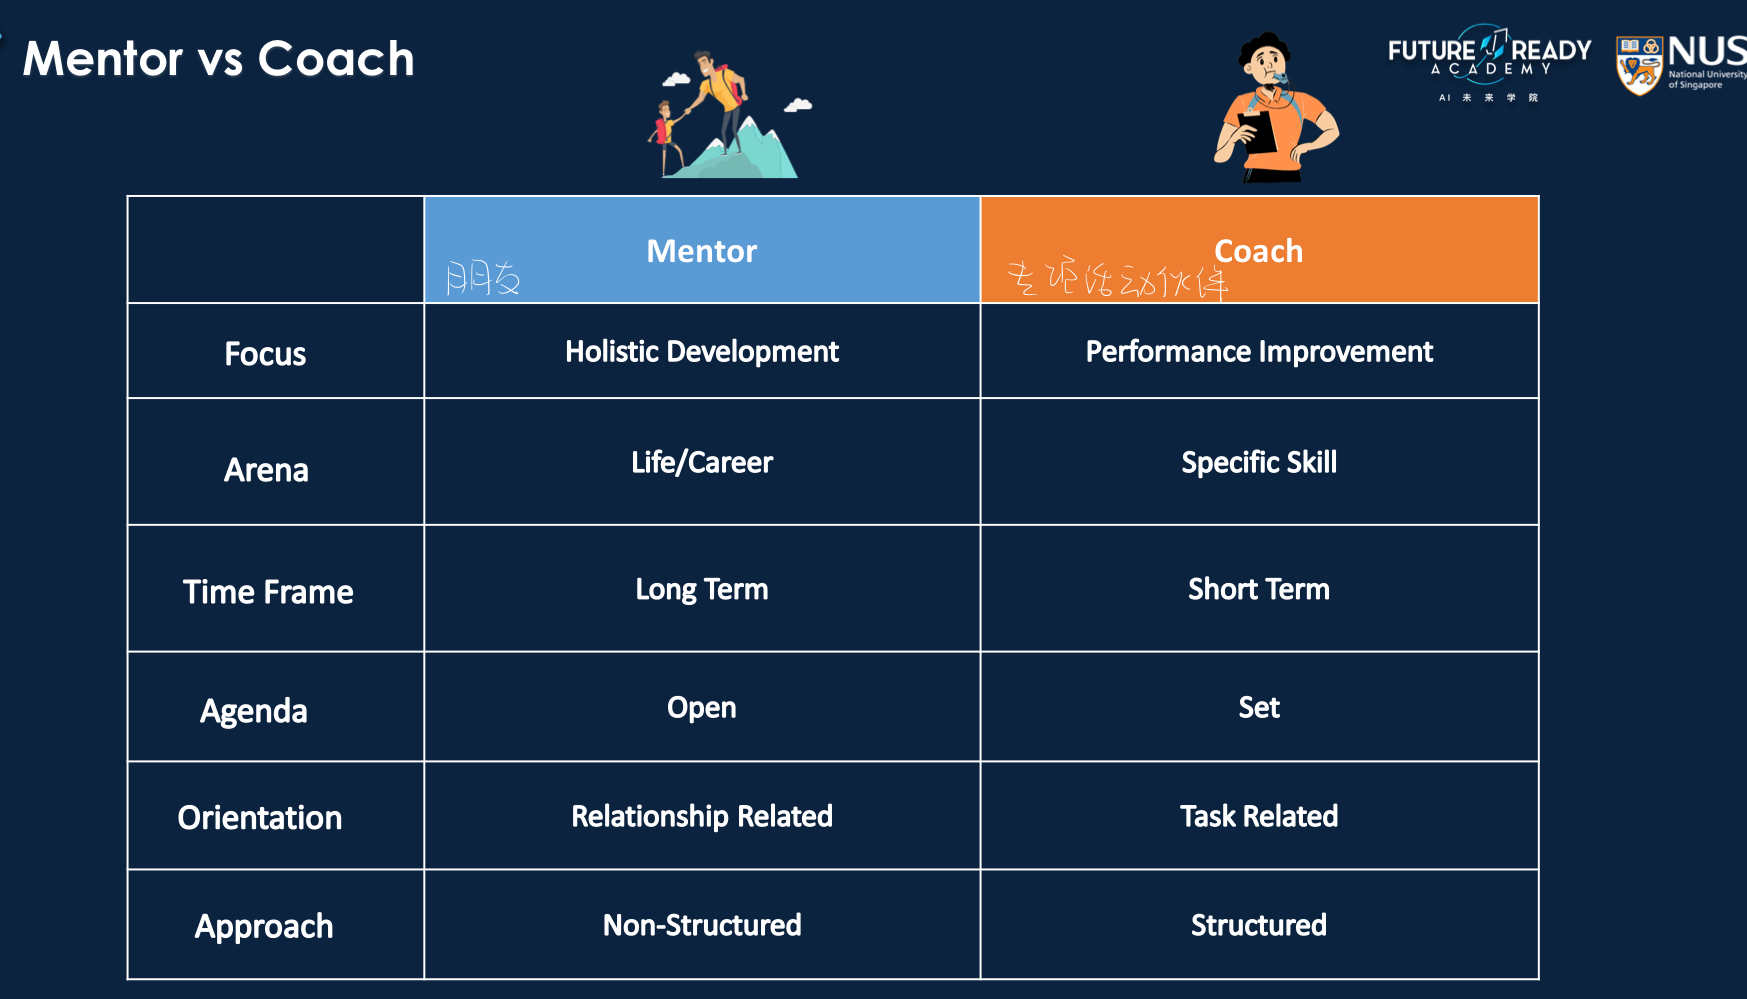 Mentor vs Coach
FUTURE READY
ACADEMY
AI 未来学院
NUS
National University
of Singapore
Mentor
Coach
朋友
专项活动伙伴
Focus
Holistic Development
Performance Improvement
Arena
Life/Career
Specific Skill
Time Frame
Long Term
Short Term
Agenda
Open
Set
Orientation
Relationship Related
Task Related
Approach
Non-Structured
Structured